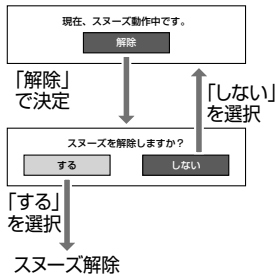 現在、スヌーズ動作中です。
解除
「解除」
で決定
「しない」
を選択
スヌーズを解除しますか？
する
しない
「する」
を選択
スヌーズ解除